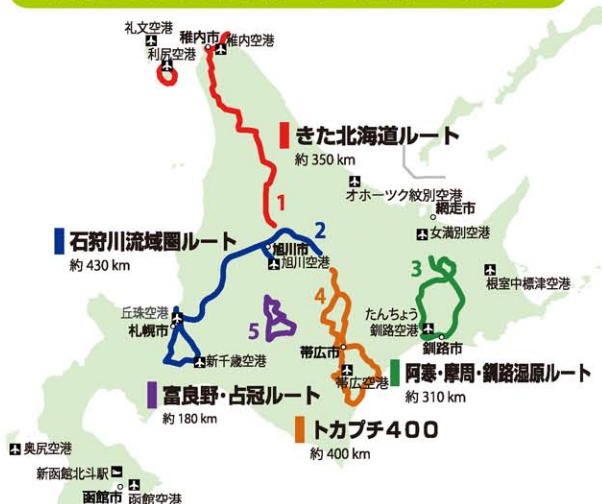 礼文空港
稚内市
稚内空港
利尻空港
きた北海道ルート
約 350 km
オホーツク紋別空港
網走市
女満別空港
1
2
石狩川流域圏ルート
約 430 km
旭川市
旭川空港
3
根室中標津空港
4
たんちょう
釧路空港
釧路市
丘珠空港
札幌市
5
帯広市
新千歳空港
帯広空港
阿寒・摩周・釧路湿原ルート
約 310 km
富良野・占冠ルート
約 180 km
トカプチ400
約 400 km
奥尻空港
新函館北斗駅
函館市
函館空港